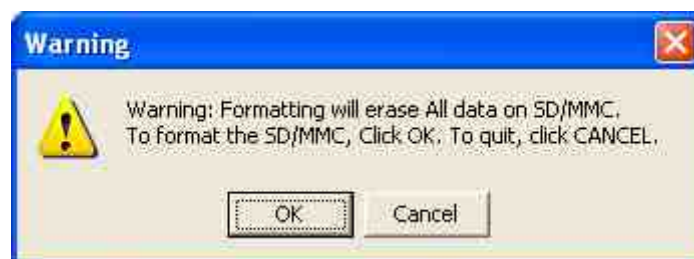 Warning
Warning: Formatting will erase All data on SD/MMC.
To format the SD/MMC, Click OK. To quit, click CANCEL.
OK
Cancel